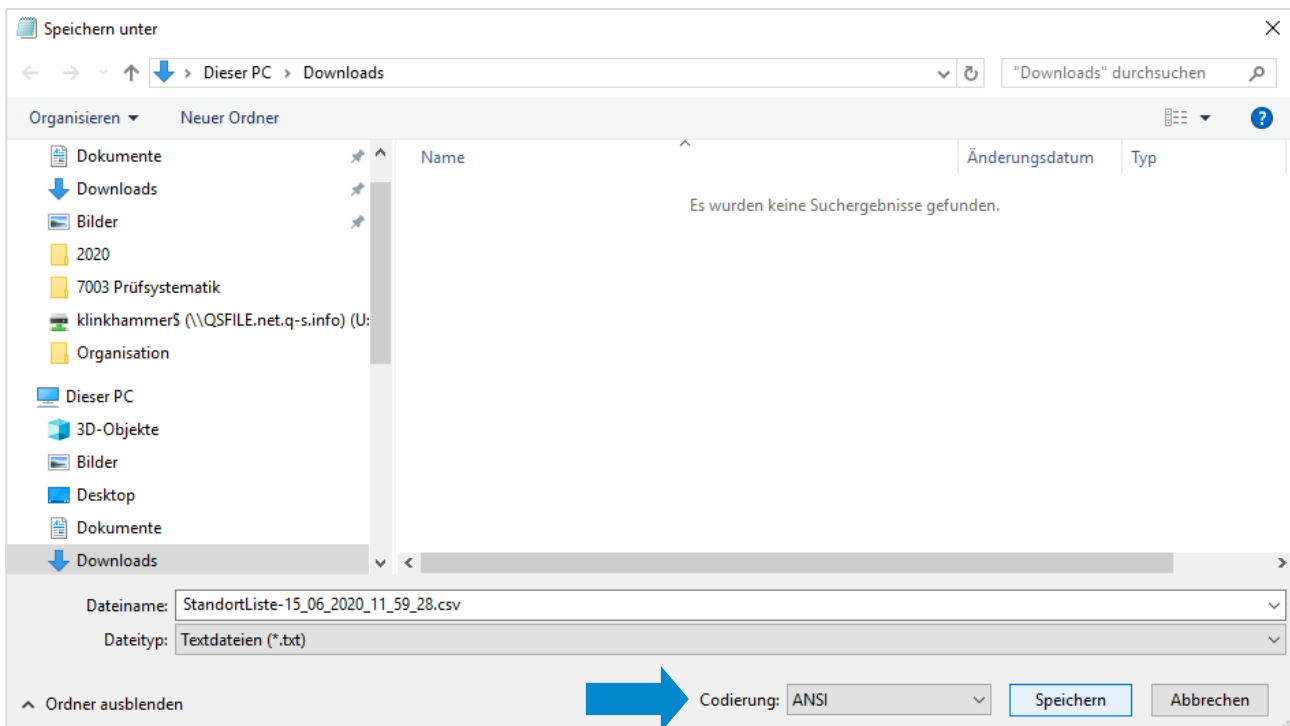 Speichern unter
Dieser PC > Downloads
"Downloads" durchsuchen
Organisieren Neuer Ordner
Name Änderungsdatum Typ
Es wurden keine Suchergebnisse gefunden.
Dokumente
Downloads
Bilder
2020
7003 Prüfsystematik
klinkhammer$ (\\QSFILE.net.q-s.info) (U:
Organisation
Dieser PC
3D-Objekte
Bilder
Desktop
Dokumente
Downloads
Dateiname: StandortListe-15_06_2020_11_59_28.csv
Dateityp: Textdateien (*.txt)
Ordner ausblenden Codierung: ANSI Speichern Abbrechen